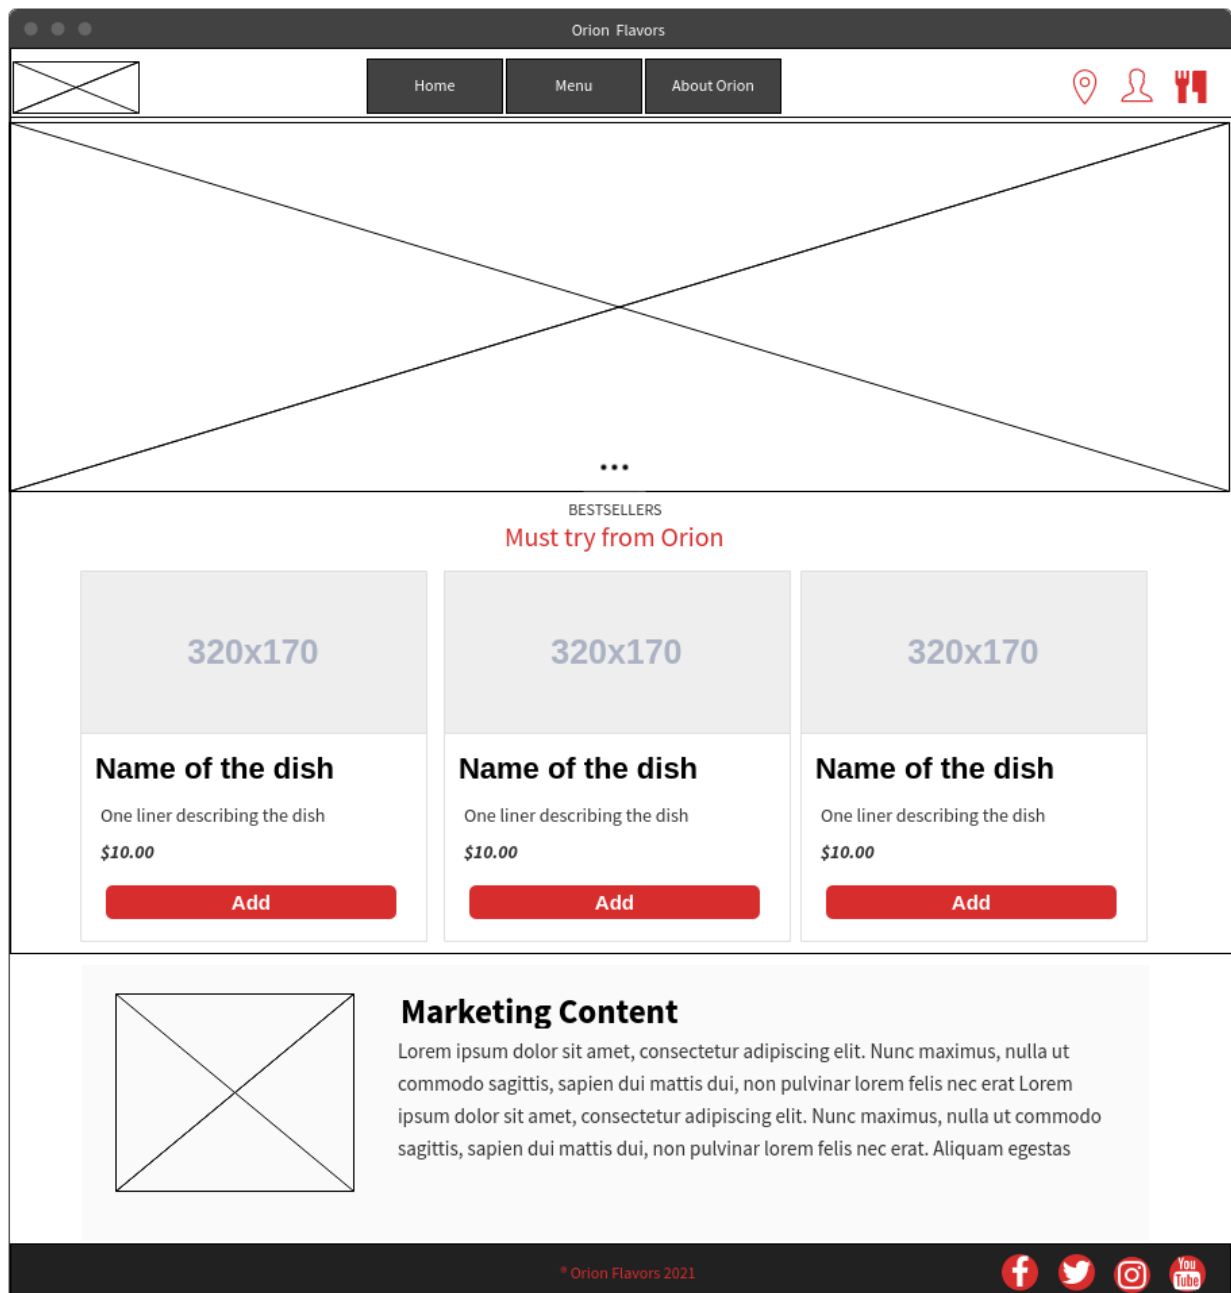 Orion Flavors
Home
Menu
About Orion
BESTSELLERS
Must try from Orion
320x170
320x170
320x170
Name of the dish
Name of the dish
Name of the dish
One liner describing the dish
One liner describing the dish
One liner describing the dish
$10.00
$10.00
$10.00
Add
Add
Add
Marketing Content
Lorem ipsum dolor sit amet, consectetur adipiscing elit. Nunc maximus, nulla ut
commodo sagittis, sapien dui mattis dui, non pulvinar lorem felis nec erat Lorem
ipsum dolor sit amet, consectetur adipiscing elit. Nunc maximus, nulla ut commodo
sagittis, sapien dui mattis dui, non pulvinar lorem felis nec erat. Aliquam egestas
® Orion Flavors 2021
You
Tube